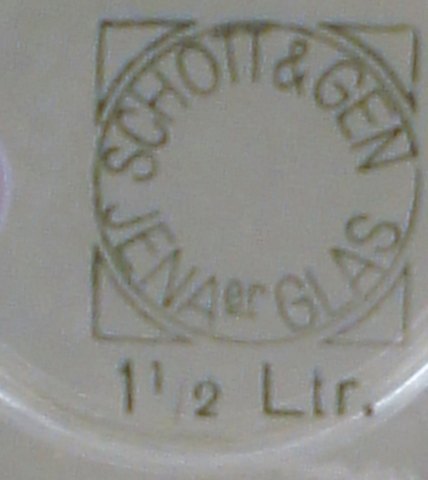 SCHOTT & GEN
JENAer GLAS
1 1/2 Ltr.